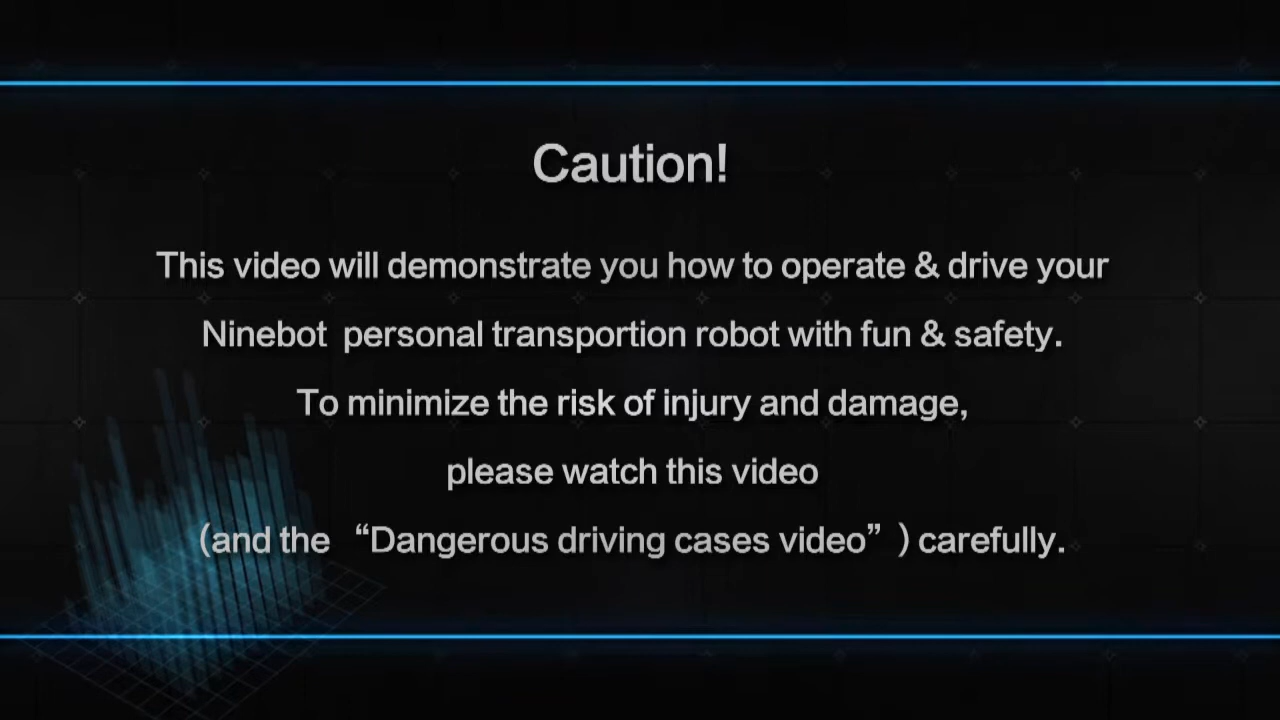 Caution!
This video will demonstrate you how to operate & drive your
Ninebot personal transportion robot with fun & safety.
To minimize the risk of injury and damage,
please watch this video
(and the “Dangerous driving cases video” ) carefully.